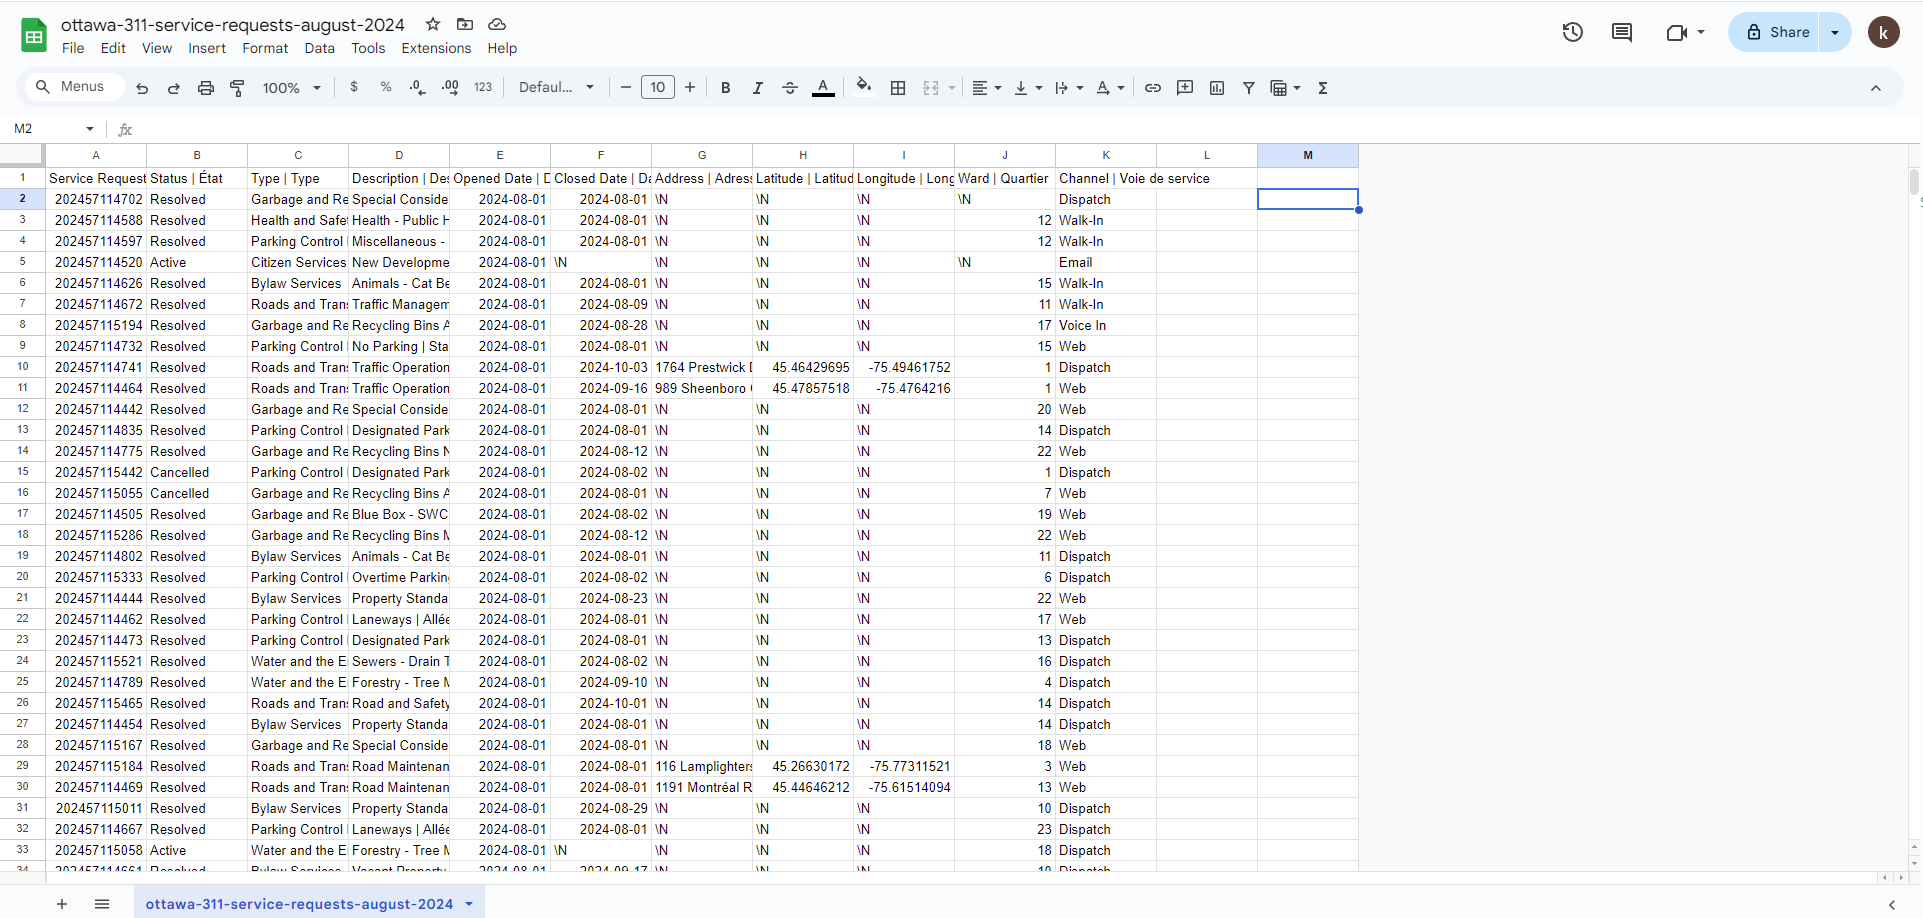 ottawa-311-service-requests-august-2024
File Edit View Insert Format Data Tools Extensions Help
Share k
Menus 100% $ % .0 .00 123 Defaul... 10 B I A
M2 fx
A B C D E F G H I J K L M
1 Service Request Status | État Type | Type Description | Des Opened Date | D Closed Date | Da Address | Adress Latitude | Latitud Longitude | Long Ward | Quartier Channel | Voie de service
2 202457114702 Resolved Garbage and Re Special Conside 2024-08-01 2024-08-01 \N \N \N \N Dispatch
3 202457114588 Resolved Health and Safet Health - Public H 2024-08-01 2024-08-01 \N \N \N 12 Walk-In
4 202457114597 Resolved Parking Control Miscellaneous - 2024-08-01 2024-08-01 \N \N \N 12 Walk-In
5 202457114520 Active Citizen Services New Developme 2024-08-01 \N \N \N \N \N Email
6 202457114626 Resolved Bylaw Services Animals - Cat Be 2024-08-01 2024-08-01 \N \N \N 15 Walk-In
7 202457114672 Resolved Roads and Trans Traffic Managem 2024-08-01 2024-08-09 \N \N \N 11 Walk-In
8 202457115194 Resolved Garbage and Re Recycling Bins A 2024-08-01 2024-08-28 \N \N \N 17 Voice In
9 202457114732 Resolved Parking Control No Parking | Sta 2024-08-01 2024-08-01 \N \N \N 15 Web
10 202457114741 Resolved Roads and Trans Traffic Operation 2024-08-01 2024-10-03 1764 Prestwick D 45.46429695 -75.49461752 1 Dispatch
11 202457114464 Resolved Roads and Trans Traffic Operation 2024-08-01 2024-09-16 989 Sheenboro 45.47857518 -75.4764216 1 Web
12 202457114442 Resolved Garbage and Re Special Conside 2024-08-01 2024-08-01 \N \N \N 20 Web
13 202457114835 Resolved Parking Control Designated Park 2024-08-01 2024-08-01 \N \N \N 14 Dispatch
14 202457114775 Resolved Garbage and Re Recycling Bins N 2024-08-01 2024-08-12 \N \N \N 22 Web
15 202457115442 Cancelled Parking Control Designated Park 2024-08-01 2024-08-02 \N \N \N 1 Dispatch
16 202457115055 Cancelled Garbage and Re Recycling Bins A 2024-08-01 2024-08-01 \N \N \N 7 Web
17 202457114505 Resolved Garbage and Re Blue Box - SWC 2024-08-01 2024-08-02 \N \N \N 19 Web
18 202457115286 Resolved Garbage and Re Recycling Bins M 2024-08-01 2024-08-12 \N \N \N 22 Web
19 202457114802 Resolved Bylaw Services Animals - Cat Be 2024-08-01 2024-08-01 \N \N \N 11 Dispatch
20 202457115333 Resolved Parking Control Overtime Parking 2024-08-01 2024-08-02 \N \N \N 6 Dispatch
21 202457114444 Resolved Bylaw Services Property Standa 2024-08-01 2024-08-23 \N \N \N 22 Web
22 202457114462 Resolved Parking Control Laneways | Allée 2024-08-01 2024-08-01 \N \N \N 17 Web
23 202457114473 Resolved Parking Control Designated Park 2024-08-01 2024-08-01 \N \N \N 13 Dispatch
24 202457115521 Resolved Water and the E Sewers - Drain T 2024-08-01 2024-08-02 \N \N \N 16 Dispatch
25 202457114789 Resolved Water and the E Forestry - Tree M 2024-08-01 2024-09-10 \N \N \N 4 Dispatch
26 202457115465 Resolved Roads and Trans Road and Safety 2024-08-01 2024-10-01 \N \N \N 14 Dispatch
27 202457114454 Resolved Bylaw Services Property Standa 2024-08-01 2024-08-01 \N \N \N 14 Dispatch
28 202457115167 Resolved Garbage and Re Special Conside 2024-08-01 2024-08-01 \N \N \N 18 Web
29 202457115184 Resolved Roads and Trans Road Maintenan 2024-08-01 2024-08-01 116 Lamplighters 45.26630172 -75.77311521 3 Web
30 202457114469 Resolved Roads and Trans Road Maintenan 2024-08-01 2024-08-01 1191 Montréal R 45.44646212 -75.61514094 13 Web
31 202457115011 Resolved Bylaw Services Property Standa 2024-08-01 2024-08-29 \N \N \N 10 Dispatch
32 202457114667 Resolved Parking Control Laneways | Allée 2024-08-01 2024-08-01 \N \N \N 23 Dispatch
33 202457115058 Active Water and the E Forestry - Tree M 2024-08-01 \N \N \N \N 18 Dispatch
34 202457114661 Resolved Bylaw Services Vacant Property 2024-08-01 2024-09-17 \N \N \N 10 Dispatch
ottawa-311-service-requests-august-2024